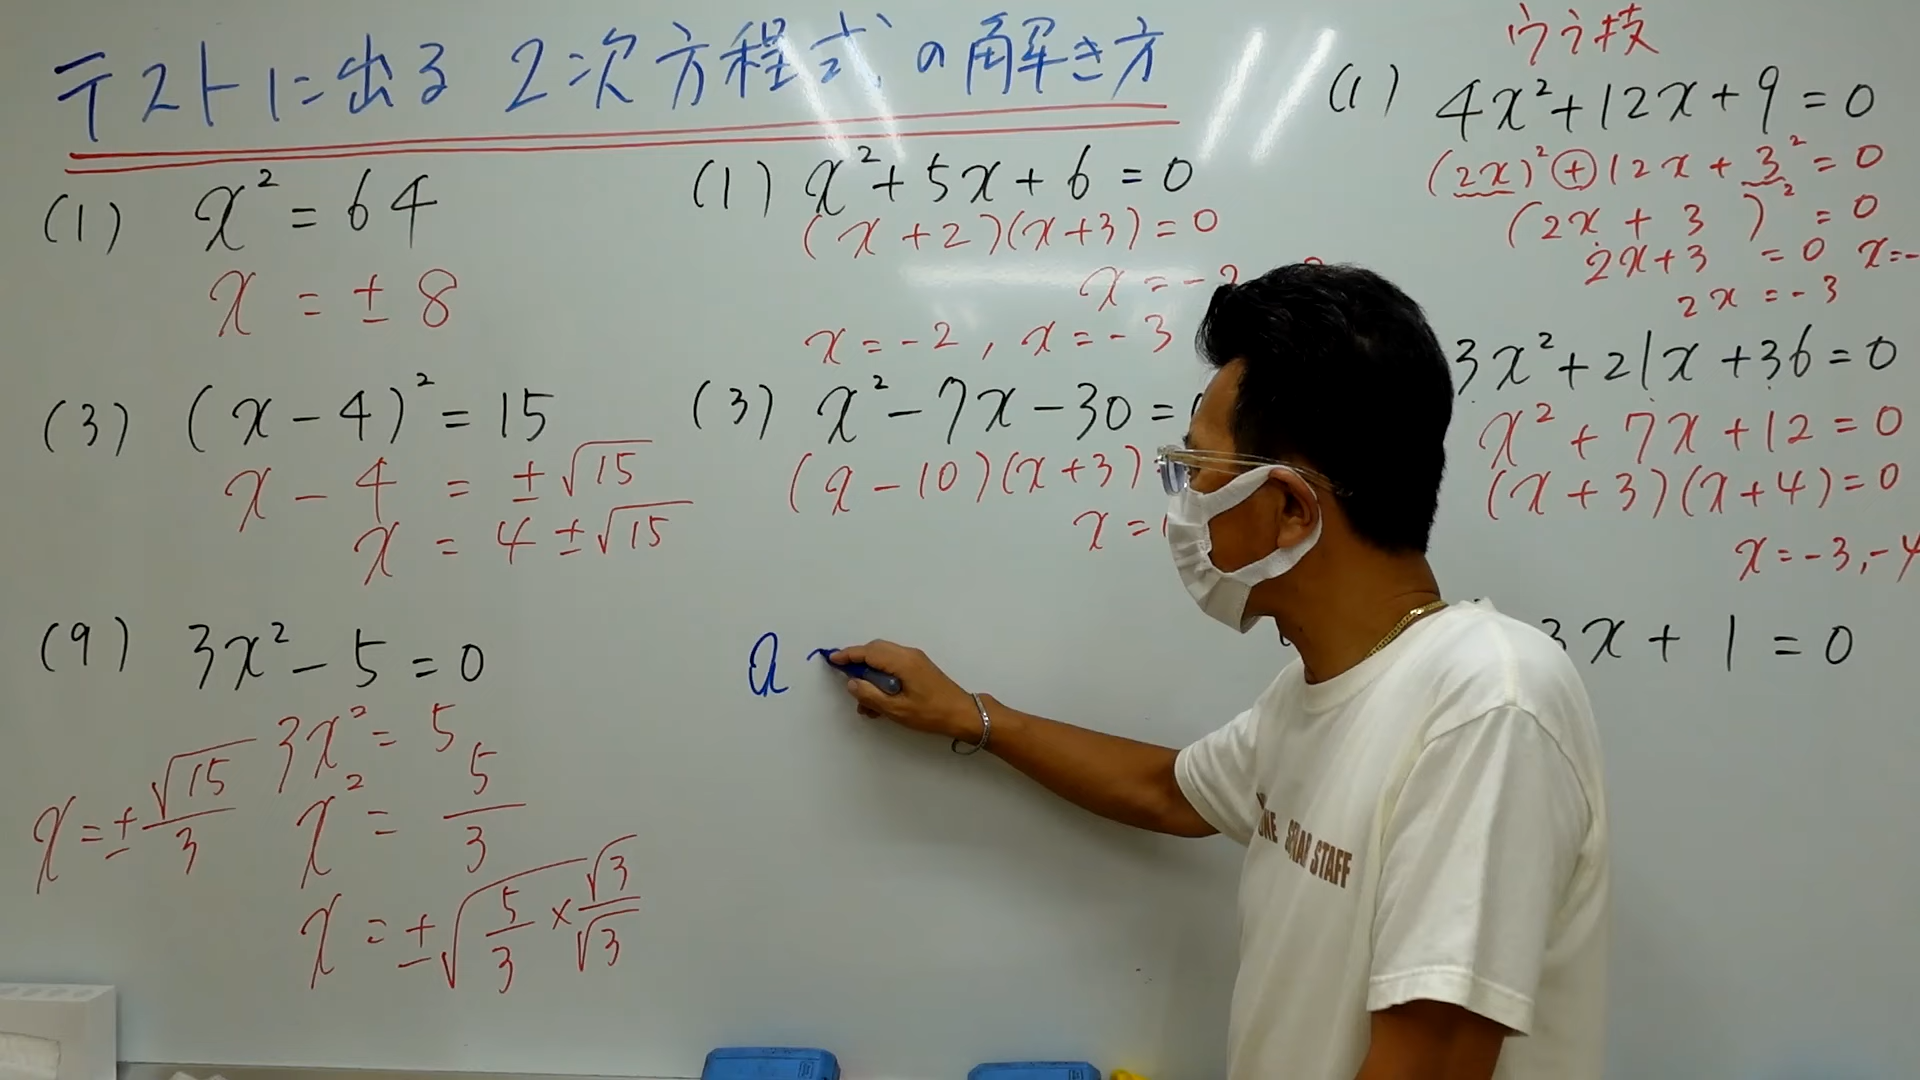 テストに出る 2次方程式の解き方
(1) x² = 64
x = ± 8
(3) (x - 4)² = 15
x - 4 = ± √15
x = 4 ± √15
(9) 3x² - 5 = 0
3x² = 5
x² = 5/3
x = ± √5/3 × √3/√3
x = ± √15/3
(1) x² + 5x + 6 = 0
(x + 2)(x + 3) = 0
x = -2
x = -2 , x = -3
(3) x² - 7x - 30 =
(x - 10)(x + 3)
x =
a
ウラ技
(1) 4x² + 12x + 9 = 0
(2x)² + 12x + 3² = 0
(2x + 3)² = 0
2x + 3 = 0 x = -
2x = -3
3x² + 21x + 36 = 0
x² + 7x + 12 = 0
(x + 3)(x + 4) = 0
x = -3, -4
3x + 1 = 0
STAFF